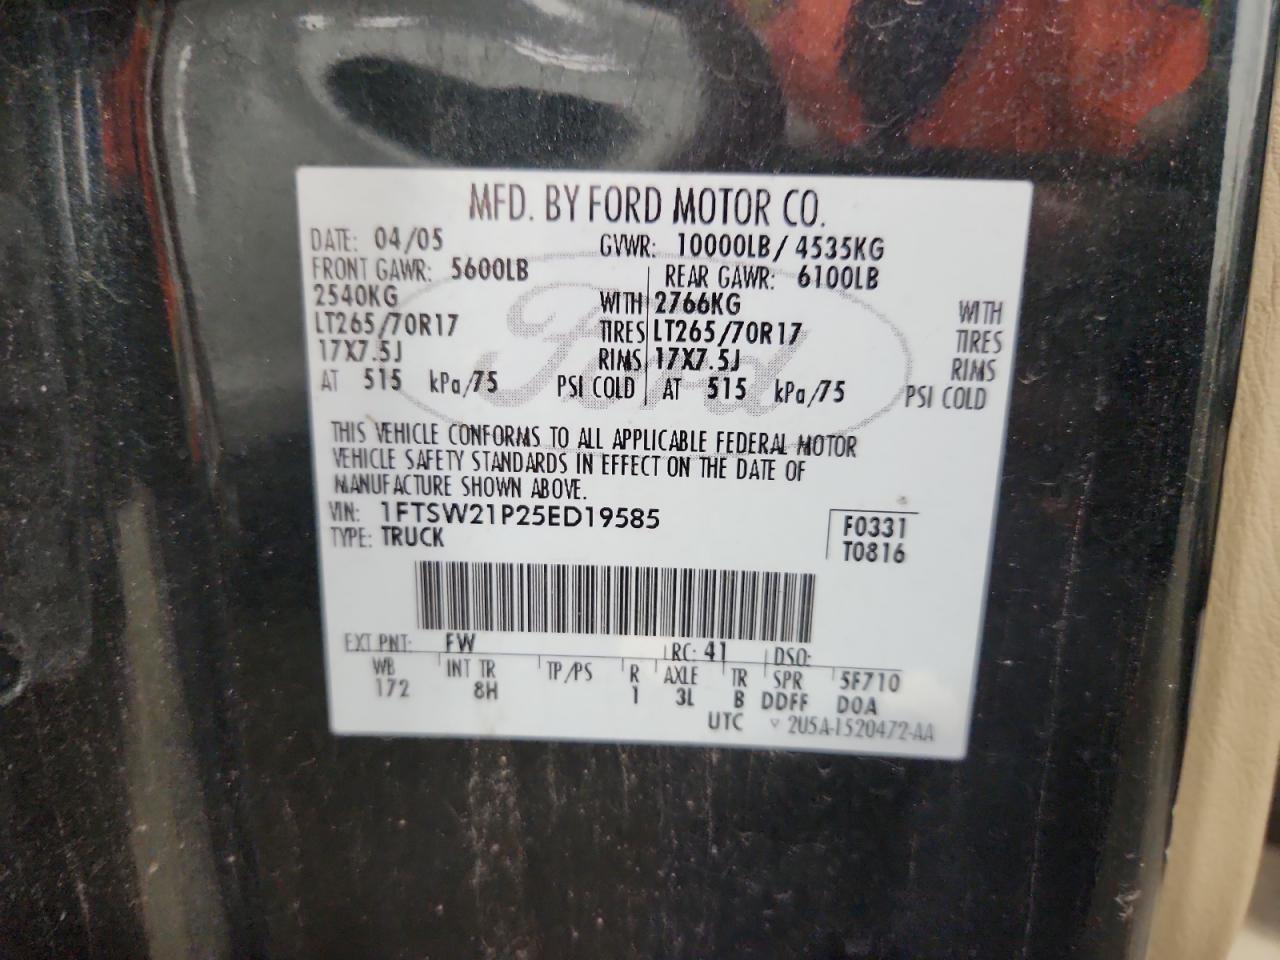 MFD. BY FORD MOTOR CO.
DATE: 04/05 GVWR: 10000LB/ 4535KG
FRONT GAWR: 5600LB REAR GAWR: 6100LB
2540KG WITH 2766KG WITH
LT265/70R17 TIRES LT265/70R17 TIRES
17X7.5J RIMS 17X7.5J RIMS
AT 515 kPa/75 PSI COLD AT 515 kPa/75 PSI COLD
Ford
THIS VEHICLE CONFORMS TO ALL APPLICABLE FEDERAL MOTOR
VEHICLE SAFETY STANDARDS IN EFFECT ON THE DATE OF
MANUFACTURE SHOWN ABOVE.
VIN: 1FTSW21P25ED19585 F0331
TYPE: TRUCK T0816
EXT PNT: FW RC: 41 DSO:
WB INT TR TP/PS R AXLE TR SPR 5F710
172 8H 1 3L B DDFF DOA
UTC ▽ 2U5A-1520472-AA